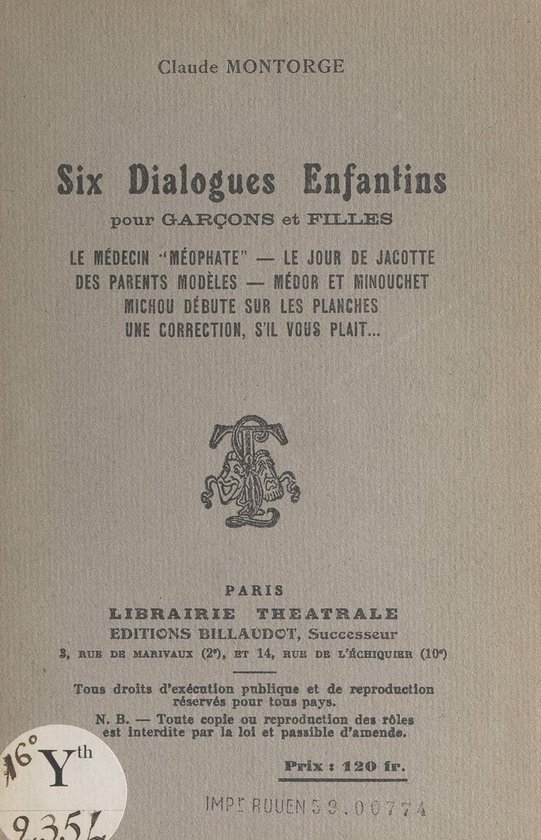 Claude MONTORGE
Six Dialogues Enfantins
pour GARÇONS et FILLES
LE MÉDECIN "MÉOPHATE" — LE JOUR DE JACOTTE
DES PARENTS MODÈLES — MÉDOR ET MINOUCHET
MICHOU DÉBUTE SUR LES PLANCHES
UNE CORRECTION, S'IL VOUS PLAIT...
PARIS
LIBRAIRIE THEATRALE
EDITIONS BILLAUDOT, Successeur
3, RUE DE MARIVAUX (2e), ET 14, RUE DE L'ÉCHIQUIER (10e)
Tous droits d'exécution publique et de reproduction
réservés pour tous pays.
N. B. — Toute copie ou reproduction des rôles
est interdite par la loi et passible d'amende.
Prix : 120 fr.
16°
Yth
IMPr ROUEN 59.00774